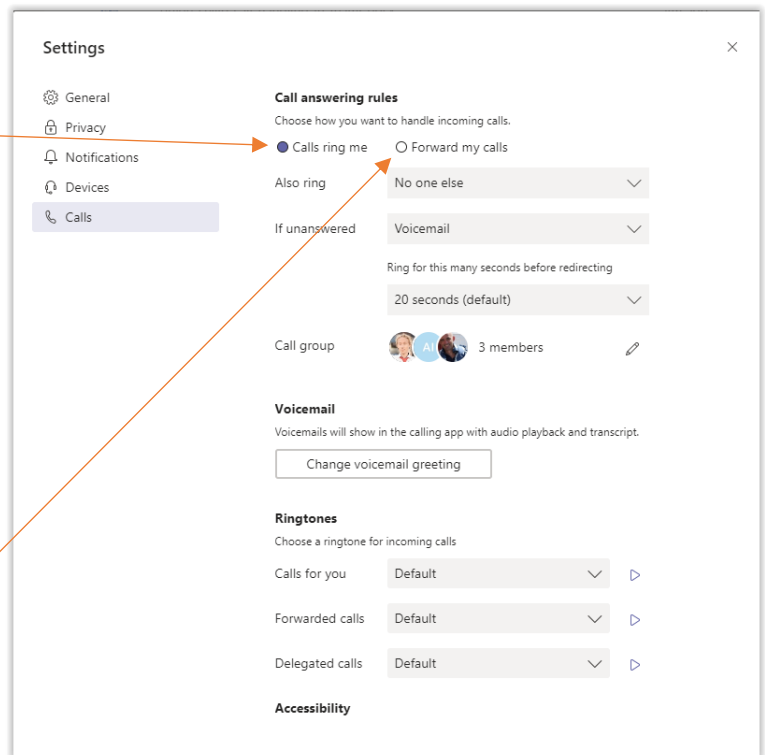 Settings
General
Privacy
Notifications
Devices
Calls
Call answering rules
Choose how you want to handle incoming calls.
Calls ring me Forward my calls
Also ring No one else
If unanswered Voicemail
Ring for this many seconds before redirecting
20 seconds (default)
Call group AI 3 members
Voicemail
Voicemails will show in the calling app with audio playback and transcript.
Change voicemail greeting
Ringtones
Choose a ringtone for incoming calls
Calls for you Default
Forwarded calls Default
Delegated calls Default
Accessibility